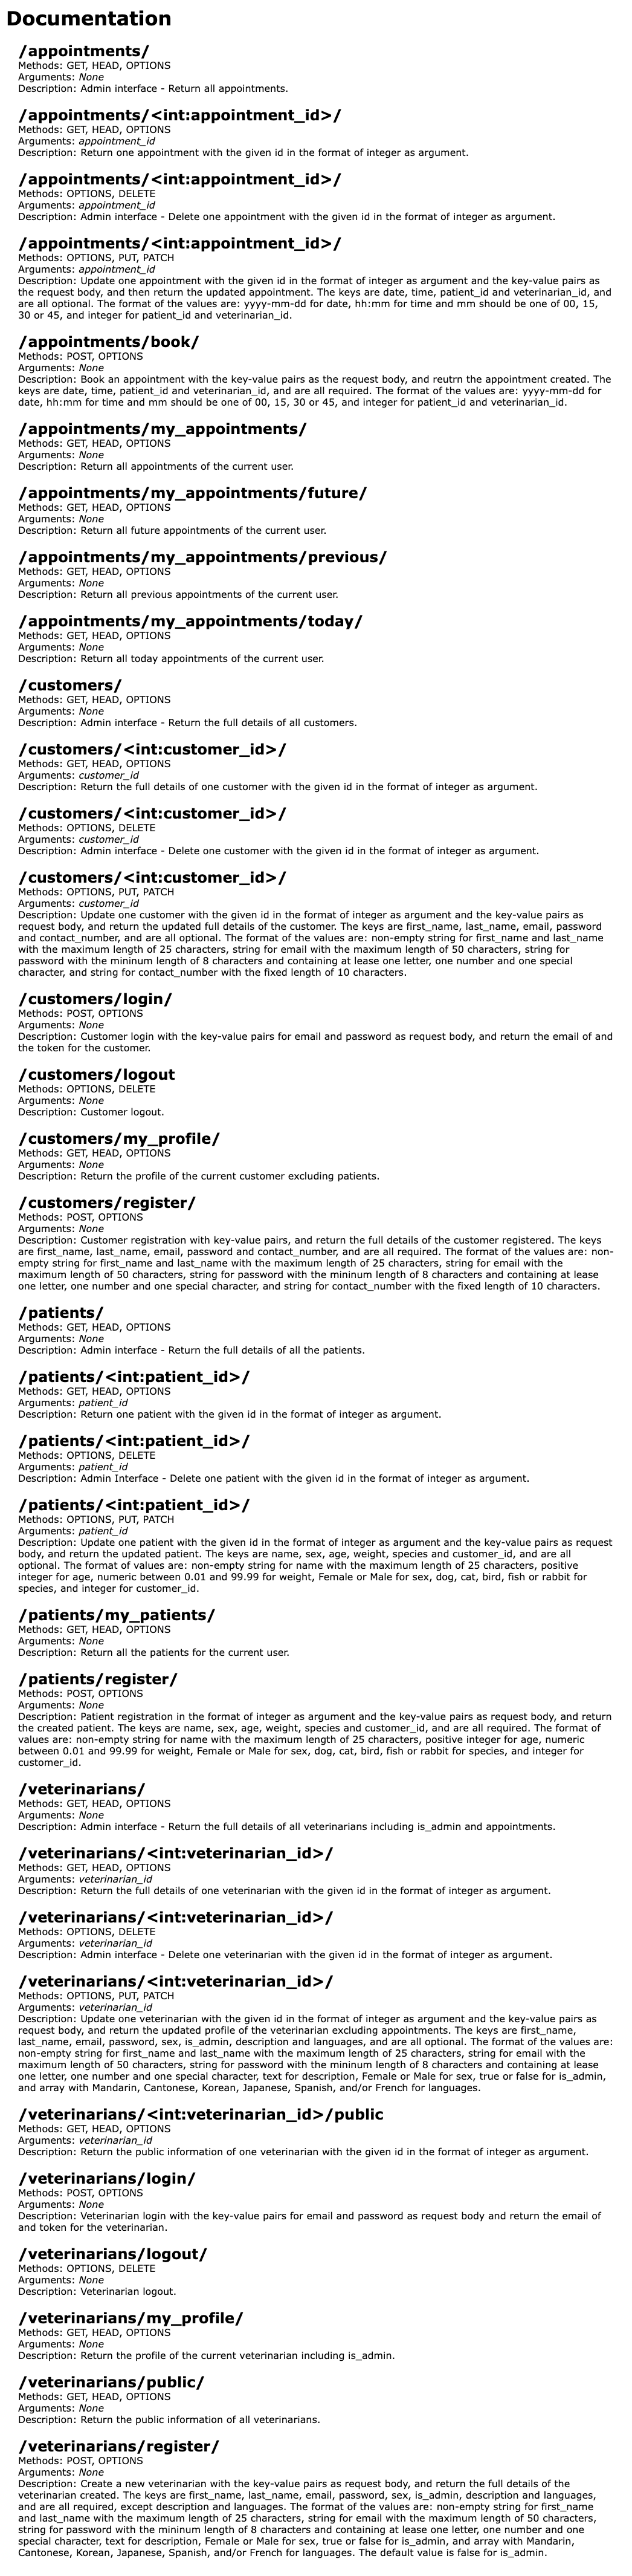 Documentation
/appointments/
Methods: GET, HEAD, OPTIONS
Arguments: None
Description: Admin interface - Return all appointments.
/appointments/<int:appointment_id>/
Methods: GET, HEAD, OPTIONS
Arguments: appointment_id
Description: Return one appointment with the given id in the format of integer as argument.
/appointments/<int:appointment_id>/
Methods: OPTIONS, DELETE
Arguments: appointment_id
Description: Admin interface - Delete one appointment with the given id in the format of integer as argument.
/appointments/<int:appointment_id>/
Methods: OPTIONS, PUT, PATCH
Arguments: appointment_id
Description: Update one appointment with the given id in the format of integer as argument and the key-value pairs as
the request body, and then return the updated appointment. The keys are date, time, patient_id and veterinarian_id, and
are all optional. The format of the values are: yyyy-mm-dd for date, hh:mm for time and mm should be one of 00, 15,
30 or 45, and integer for patient_id and veterinarian_id.
/appointments/book/
Methods: POST, OPTIONS
Arguments: None
Description: Book an appointment with the key-value pairs as the request body, and reutrn the appointment created. The
keys are date, time, patient_id and veterinarian_id, and are all required. The format of the values are: yyyy-mm-dd for
date, hh:mm for time and mm should be one of 00, 15, 30 or 45, and integer for patient_id and veterinarian_id.
/appointments/my_appointments/
Methods: GET, HEAD, OPTIONS
Arguments: None
Description: Return all appointments of the current user.
/appointments/my_appointments/future/
Methods: GET, HEAD, OPTIONS
Arguments: None
Description: Return all future appointments of the current user.
/appointments/my_appointments/previous/
Methods: GET, HEAD, OPTIONS
Arguments: None
Description: Return all previous appointments of the current user.
/appointments/my_appointments/today/
Methods: GET, HEAD, OPTIONS
Arguments: None
Description: Return all today appointments of the current user.
/customers/
Methods: GET, HEAD, OPTIONS
Arguments: None
Description: Admin interface - Return the full details of all customers.
/customers/<int:customer_id>/
Methods: GET, HEAD, OPTIONS
Arguments: customer_id
Description: Return the full details of one customer with the given id in the format of integer as argument.
/customers/<int:customer_id>/
Methods: OPTIONS, DELETE
Arguments: customer_id
Description: Admin interface - Delete one customer with the given id in the format of integer as argument.
/customers/<int:customer_id>/
Methods: OPTIONS, PUT, PATCH
Arguments: customer_id
Description: Update one customer with the given id in the format of integer as argument and the key-value pairs as
request body, and return the updated full details of the customer. The keys are first_name, last_name, email, password
and contact_number, and are all optional. The format of the values are: non-empty string for first_name and last_name
with the maximum length of 25 characters, string for email with the maximum length of 50 characters, string for
password with the mininum length of 8 characters and containing at lease one letter, one number and one special
character, and string for contact_number with the fixed length of 10 characters.
/customers/login/
Methods: POST, OPTIONS
Arguments: None
Description: Customer login with the key-value pairs for email and password as request body, and return the email of and
the token for the customer.
/customers/logout
Methods: OPTIONS, DELETE
Arguments: None
Description: Customer logout.
/customers/my_profile/
Methods: GET, HEAD, OPTIONS
Arguments: None
Description: Return the profile of the current customer excluding patients.
/customers/register/
Methods: POST, OPTIONS
Arguments: None
Description: Customer registration with key-value pairs, and return the full details of the customer registered. The keys
are first_name, last_name, email, password and contact_number, and are all required. The format of the values are: non-
empty string for first_name and last_name with the maximum length of 25 characters, string for email with the
maximum length of 50 characters, string for password with the mininum length of 8 characters and containing at lease
one letter, one number and one special character, and string for contact_number with the fixed length of 10 characters.
/patients/
Methods: GET, HEAD, OPTIONS
Arguments: None
Description: Admin interface - Return the full details of all the patients.
/patients/<int:patient_id>/
Methods: GET, HEAD, OPTIONS
Arguments: patient_id
Description: Return one patient with the given id in the format of integer as argument.
/patients/<int:patient_id>/
Methods: OPTIONS, DELETE
Arguments: patient_id
Description: Admin Interface - Delete one patient with the given id in the format of integer as argument.
/patients/<int:patient_id>/
Methods: OPTIONS, PUT, PATCH
Arguments: patient_id
Description: Update one patient with the given id in the format of integer as argument and the key-value pairs as request
body, and return the updated patient. The keys are name, sex, age, weight, species and customer_id, and are all
optional. The format of values are: non-empty string for name with the maximum length of 25 characters, positive
integer for age, numeric between 0.01 and 99.99 for weight, Female or Male for sex, dog, cat, bird, fish or rabbit for
species, and integer for customer_id.
/patients/my_patients/
Methods: GET, HEAD, OPTIONS
Arguments: None
Description: Return all the patients for the current user.
/patients/register/
Methods: POST, OPTIONS
Arguments: None
Description: Patient registration in the format of integer as argument and the key-value pairs as request body, and return
the created patient. The keys are name, sex, age, weight, species and customer_id, and are all required. The format of
values are: non-empty string for name with the maximum length of 25 characters, positive integer for age, numeric
between 0.01 and 99.99 for weight, Female or Male for sex, dog, cat, bird, fish or rabbit for species, and integer for
customer_id.
/veterinarians/
Methods: GET, HEAD, OPTIONS
Arguments: None
Description: Admin interface - Return the full details of all veterinarians including is_admin and appointments.
/veterinarians/<int:veterinarian_id>/
Methods: GET, HEAD, OPTIONS
Arguments: veterinarian_id
Description: Return the full details of one veterinarian with the given id in the format of integer as argument.
/veterinarians/<int:veterinarian_id>/
Methods: OPTIONS, DELETE
Arguments: veterinarian_id
Description: Admin interface - Delete one veterinarian with the given id in the format of integer as argument.
/veterinarians/<int:veterinarian_id>/
Methods: OPTIONS, PUT, PATCH
Arguments: veterinarian_id
Description: Update one veterinarian with the given id in the format of integer as argument and the key-value pairs as
request body, and return the updated profile of the veterinarian excluding appointments. The keys are first_name,
last_name, email, password, sex, is_admin, description and languages, and are all optional. The format of the values are:
non-empty string for first_name and last_name with the maximum length of 25 characters, string for email with the
maximum length of 50 characters, string for password with the mininum length of 8 characters and containing at lease
one letter, one number and one special character, text for description, Female or Male for sex, true or false for is_admin,
and array with Mandarin, Cantonese, Korean, Japanese, Spanish, and/or French for languages.
/veterinarians/<int:veterinarian_id>/public
Methods: GET, HEAD, OPTIONS
Arguments: veterinarian_id
Description: Return the public information of one veterinarian with the given id in the format of integer as argument.
/veterinarians/login/
Methods: POST, OPTIONS
Arguments: None
Description: Veterinarian login with the key-value pairs for email and password as request body and return the email of
and token for the veterinarian.
/veterinarians/logout/
Methods: OPTIONS, DELETE
Arguments: None
Description: Veterinarian logout.
/veterinarians/my_profile/
Methods: GET, HEAD, OPTIONS
Arguments: None
Description: Return the profile of the current veterinarian including is_admin.
/veterinarians/public/
Methods: GET, HEAD, OPTIONS
Arguments: None
Description: Return the public information of all veterinarians.
/veterinarians/register/
Methods: POST, OPTIONS
Arguments: None
Description: Create a new veterinarian with the key-value pairs as request body, and return the full details of the
veterinarian created. The keys are first_name, last_name, email, password, sex, is_admin, description and languages,
and are all required, except description and languages. The format of the values are: non-empty string for first_name
and last_name with the maximum length of 25 characters, string for email with the maximum length of 50 characters,
string for password with the mininum length of 8 characters and containing at lease one letter, one number and one
special character, text for description, Female or Male for sex, true or false for is_admin, and array with Mandarin,
Cantonese, Korean, Japanese, Spanish, and/or French for languages. The default value is false for is_admin.